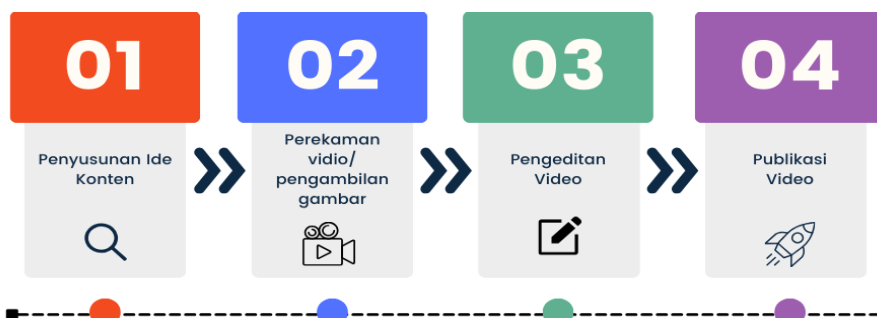 01
Penyusunan Ide
Konten
02
Perekaman
vidio/
pengambilan
gambar
03
Pengeditan
Video
04
Publikasi
Video